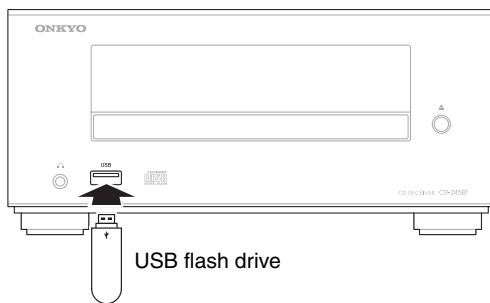 ONKYO
USB
DISC
CD RECEIVER CR-245BT
USB flash drive